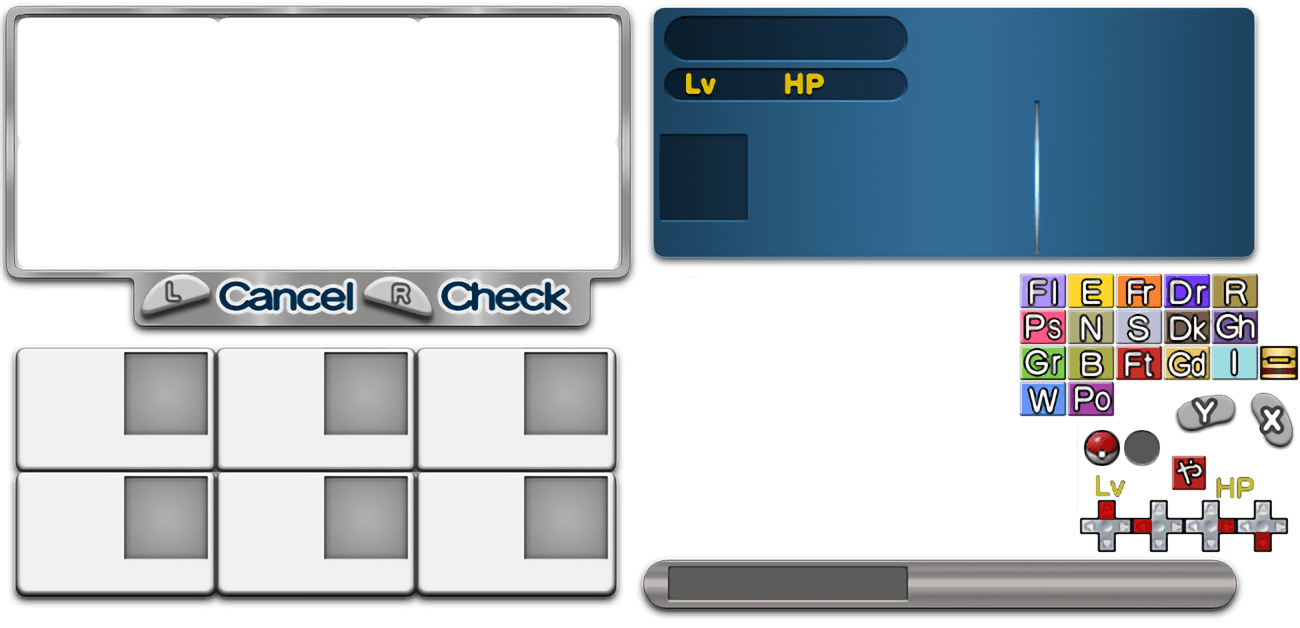 Lv HP
L Cancel R Check
Fl E Fr Dr R
Ps N S Dk Gh
Gr B Ft Gd I
W Po
Y X
や
Lv HP